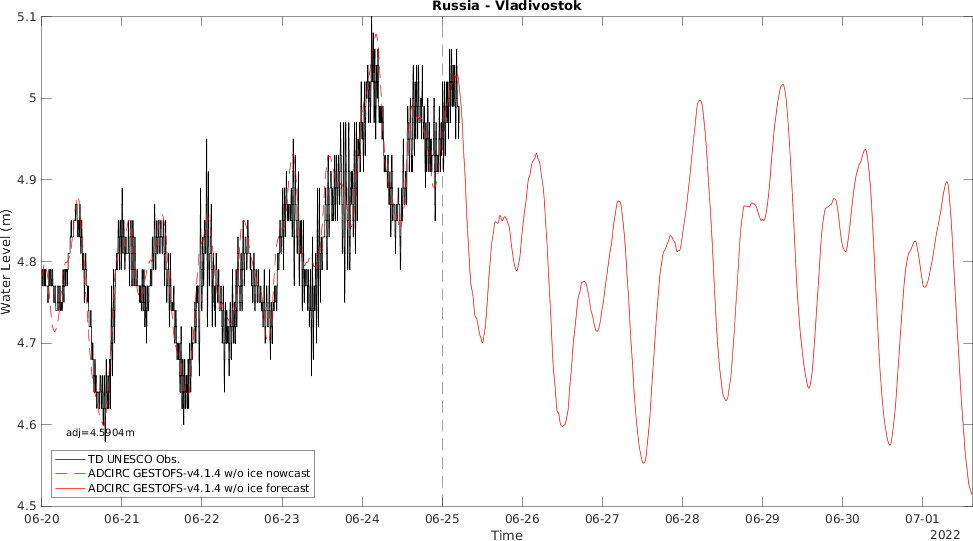 Russia - Vladivostok
Water Level (m)
5.1
5
4.9
4.8
4.7
4.6
4.5
adj=4.5904m
TD UNESCO Obs.
ADCIRC GESTOFS-v4.1.4 w/o ice nowcast
ADCIRC GESTOFS-v4.1.4 w/o ice forecast
06-20 06-21 06-22 06-23 06-24 06-25 06-26 06-27 06-28 06-29 06-30 07-01
2022
Time